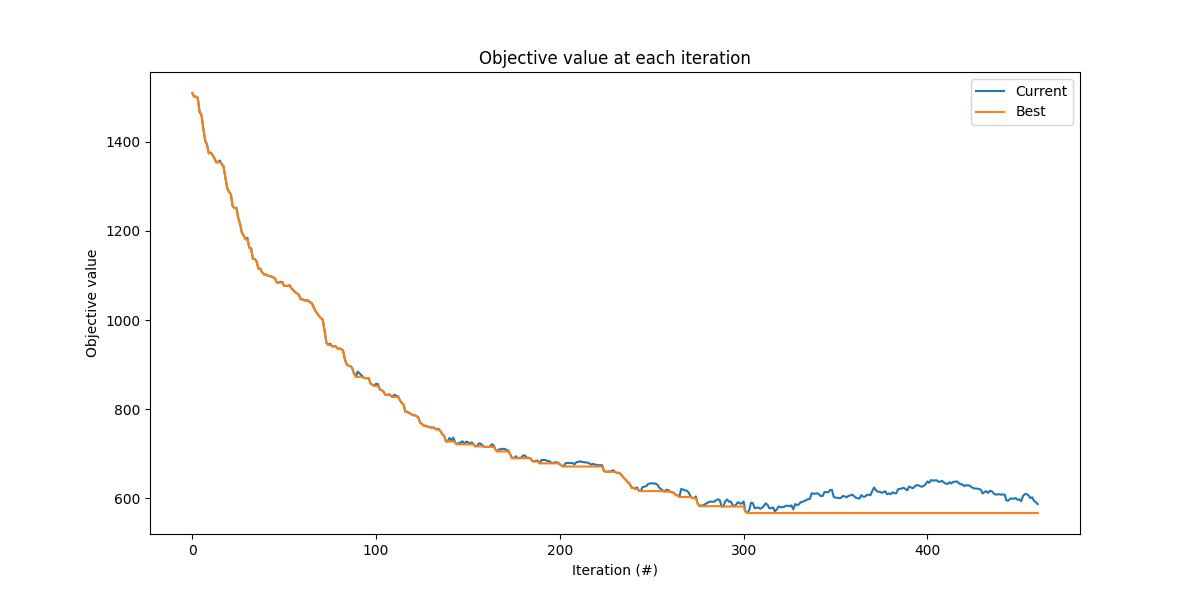 Objective value at each iteration
Current
Best
1400
1200
1000
800
600
Objective value
0
100
200
300
400
Iteration (#)